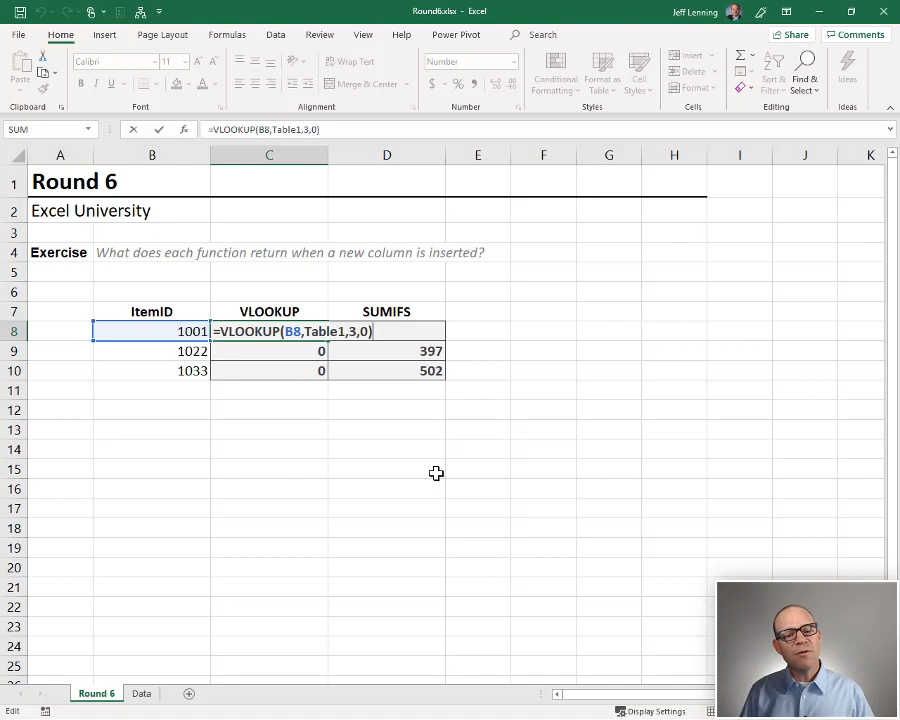 Round6.xlsx - Excel
Jeff Lenning
File Home Insert Page Layout Formulas Data Review View Help Power Pivot Search
Share Comments
Paste
Calibri 11
Wrap Text
Merge & Center
Number
Conditional Formatting
Format as Table
Cell Styles
Insert
Delete
Format
Sort & Filter
Find & Select
Ideas
Clipboard Font Alignment Number Styles Cells Editing Ideas
SUM
fx
=VLOOKUP(B8,Table1,3,0)
A B C D E F G H I J K
1 Round 6
2 Excel University
3
4 Exercise What does each function return when a new column is inserted?
5
6
7 ItemID VLOOKUP SUMIFS
8 1001 =VLOOKUP(B8,Table1,3,0)
9 1022 0 397
10 1033 0 502
11
12
13
14
15
16
17
18
19
20
21
22
23
24
25
Round 6 Data
Edit
Display Settings